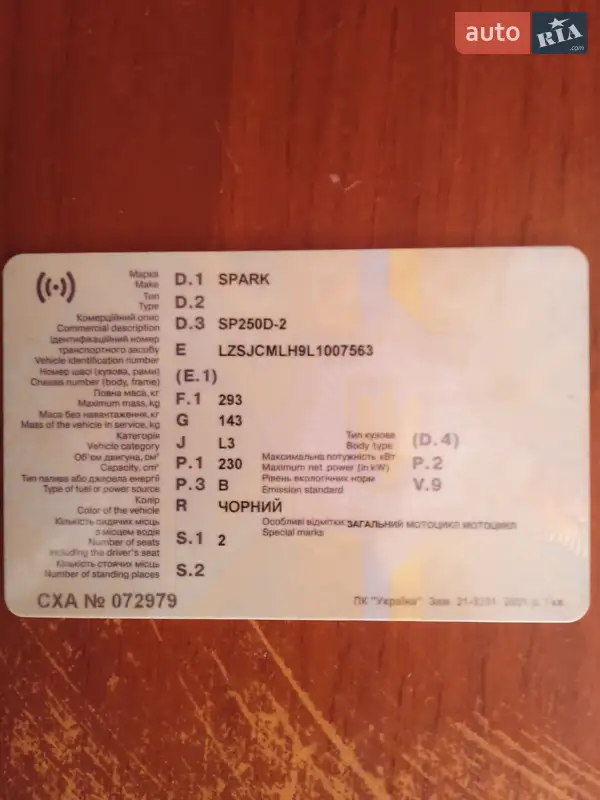 auto RIA .com
Марка
Make D.1 SPARK
Тип
Type D.2
Комерційний опис
Commercial description D.3 SP250D-2
Ідентифікаційний номер
транспортного засобу
Vehicle identification number E LZSJCMLH9L1007563
Номер шасі (кузова, рами)
Chassis number (body, frame) (E.1)
Повна маса, кг
Maximum mass, kg F.1 293
Маса без навантаження, кг
Mass of the vehicle in service, kg G 143
Категорія
Vehicle category J L3
Тип кузова
Body type (D.4)
Об'єм двигуна, см³
Capacity, cm³ P.1 230
Максимальна потужність кВт
Maximum net power (in kW) P.2
Тип палива або джерела енергії
Type of fuel or power source P.3 B
Рівень екологічних норм
Emission standard V.9
Колір
Color of the vehicle R ЧОРНИЙ
Кількість сидячих місць
з місцем водія
Number of seats
including the driver's seat S.1 2
Особливі відмітки: ЗАГАЛЬНИЙ МОТОЦИКЛ МОТОЦИКЛ
Special marks
Кількість стоячих місць
Number of standing places S.2
СХА № 072979
ПК "Україна" Зам. 21-3201 2021 р.